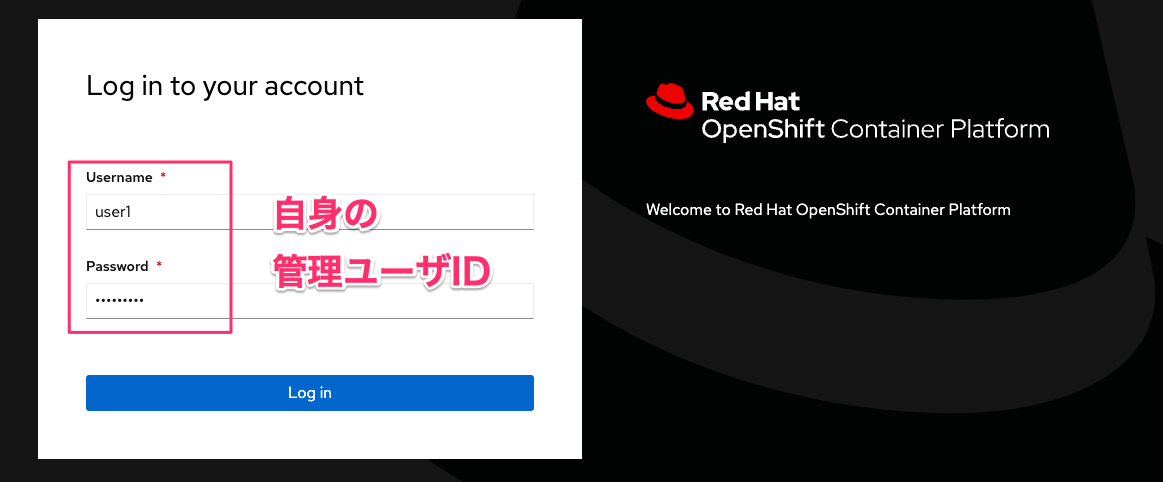 Log in to your account
Username *
user1
Password *
•••••••••
自身の
管理ユーザID
Log in
Red Hat
OpenShift Container Platform
Welcome to Red Hat OpenShift Container Platform